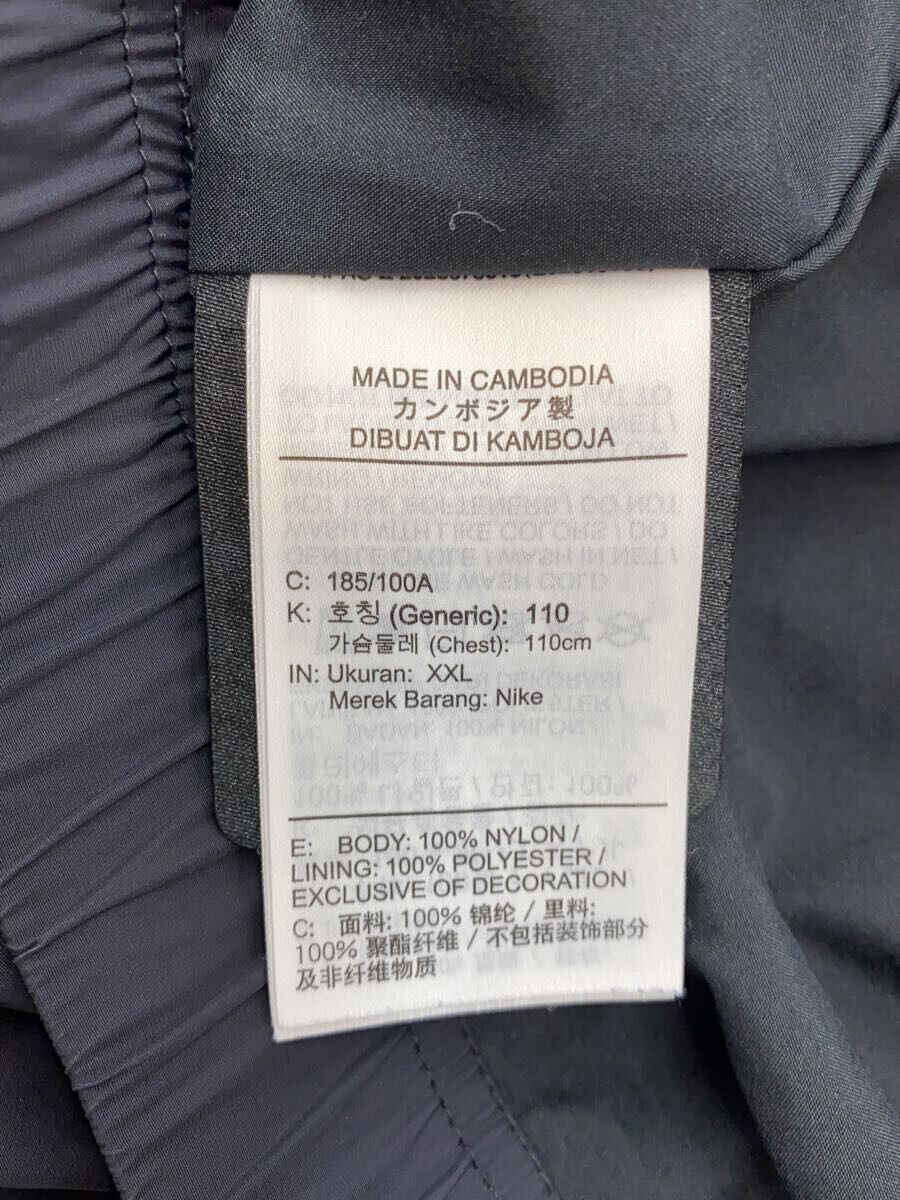 MADE IN CAMBODIA
カンボジア製
DIBUAT DI KAMBOJA
C: 185/100A
K: 호칭 (Generic): 110
가슴둘레 (Chest): 110cm
IN: Ukuran: XXL
Merek Barang: Nike
E: BODY: 100% NYLON /
LINING: 100% POLYESTER /
EXCLUSIVE OF DECORATION
C: 面料: 100% 锦纶 / 里料:
100% 聚酯纤维 / 不包括装饰部分
及非纤维物质